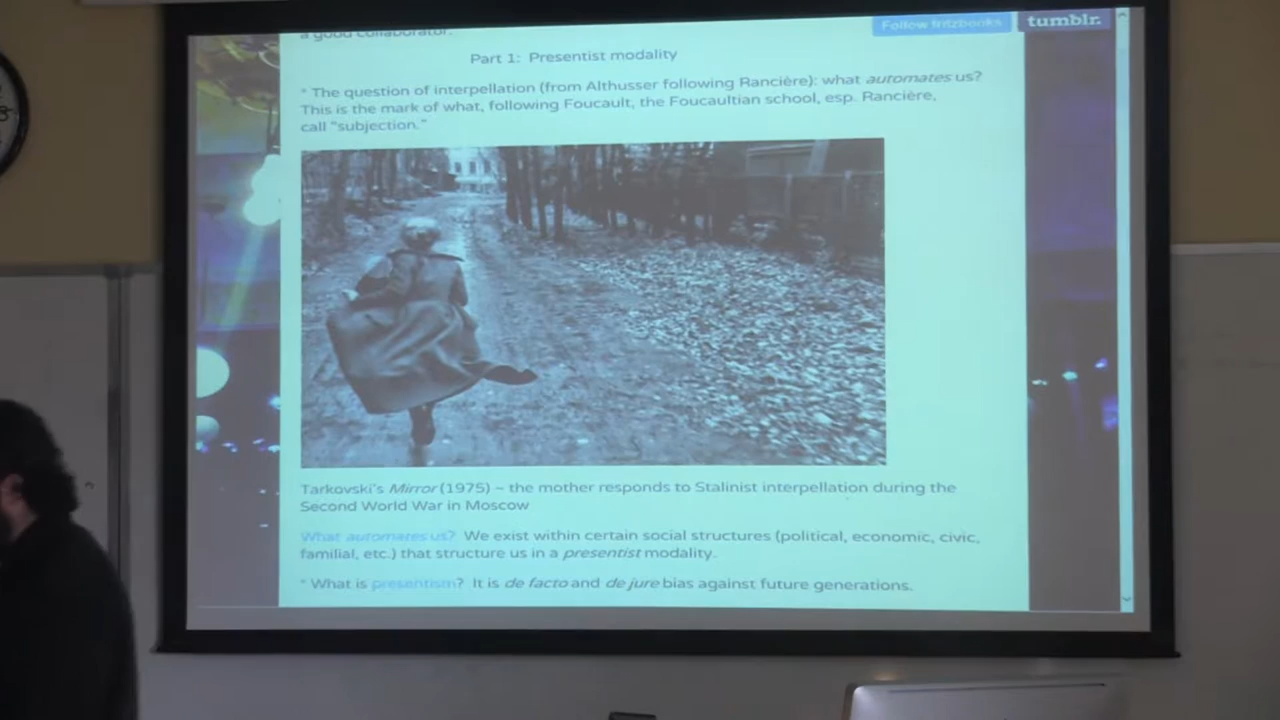 Follow fritzbooks
tumblr.
a good collaborator.
Part 1: Presentist modality
* The question of interpellation (from Althusser following Rancière): what automates us?
This is the mark of what, following Foucault, the Foucaultian school, esp. Rancière,
call "subjection."
Tarkovski's Mirror (1975) – the mother responds to Stalinist interpellation during the
Second World War in Moscow
What automates us? We exist within certain social structures (political, economic, civic,
familial, etc.) that structure us in a presentist modality.
* What is presentism? It is de facto and de jure bias against future generations.